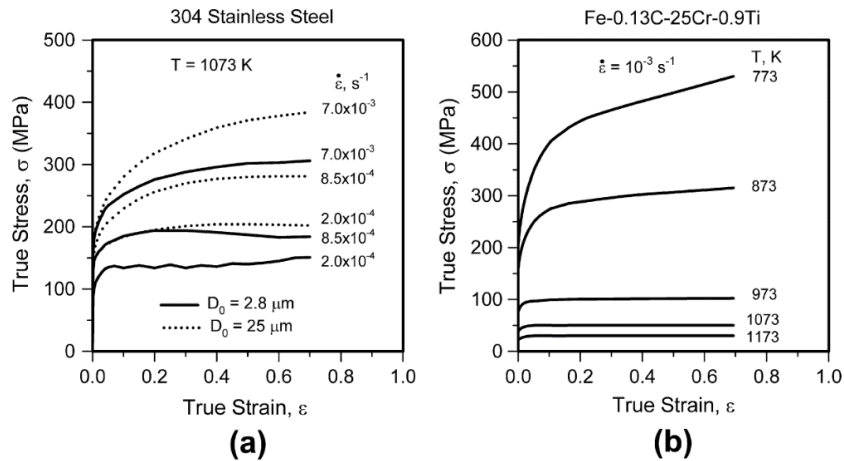 304 Stainless Steel
True Stress, σ (MPa)
600
500
400
300
200
100
0
T = 1073 K
ε̇, s⁻¹
7.0x10⁻³
7.0x10⁻³
8.5x10⁻⁴
2.0x10⁻⁴
8.5x10⁻⁴
2.0x10⁻⁴
D₀ = 2.8 μm
D₀ = 25 μm
0.0 0.2 0.4 0.6 0.8 1.0
True Strain, ε
(a)
Fe-0.13C-25Cr-0.9Ti
True Stress, σ (MPa)
600
500
400
300
200
100
0
ε̇ = 10⁻³ s⁻¹
T, K
773
873
973
1073
1173
0.0 0.2 0.4 0.6 0.8 1.0
True Strain, ε
(b)